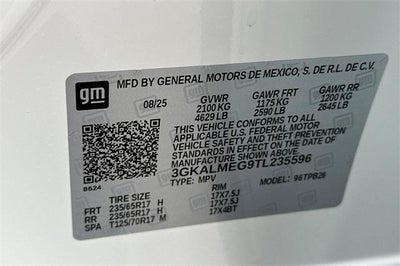 gm
MFD BY GENERAL MOTORS DE MEXICO, S. DE R.L. DE C.V.
08/25 GVWR GAWR FRT GAWR RR
2100 KG 1175 KG 1200 KG
4629 LB 2590 LB 2645 LB
THIS VEHICLE CONFORMS TO ALL APPLICABLE
U.S. FEDERAL MOTOR
VEHICLE SAFETY, BUMPER, AND THEFT PREVENTION
STANDARDS IN EFFECT ON THE DATE OF
MANUFACTURE SHOWN ABOVE.
3GKALMEG9TL235596
TYPE: MPV MODEL: 96TPB26
8624
TIRE SIZE RIM
FRT 235/65R17 H 17X7.5J
RR 235/65R17 H 17X7.5J
SPA T125/70R17 M 17X4BT